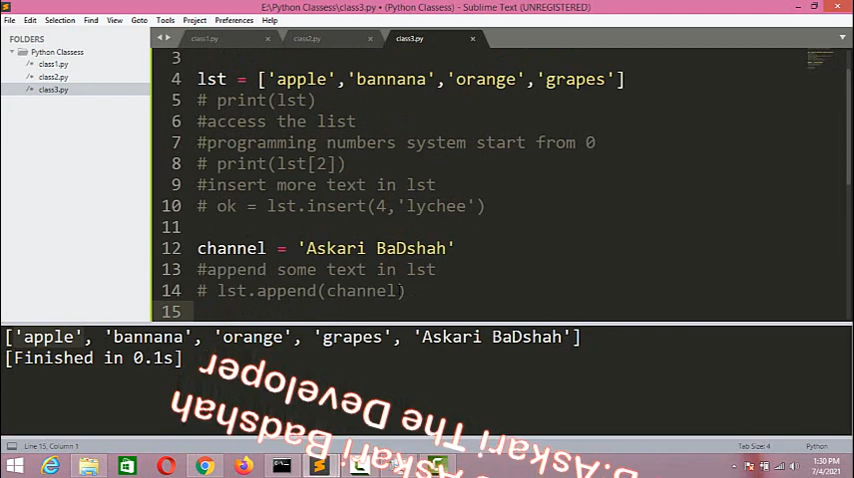 E:\Python Classess\class3.py • (Python Classess) - Sublime Text (UNREGISTERED)
File Edit Selection Find View Goto Tools Project Preferences Help
FOLDERS
Python Classess
class1.py
class2.py
class3.py
class1.py class2.py class3.py
3
4 lst = ['apple','bannana','orange','grapes']
5 # print(lst)
6 #access the list
7 #programming numbers system start from 0
8 # print(lst[2])
9 #insert more text in lst
10 # ok = lst.insert(4,'lychee')
11
12 channel = 'Askari BaDshah'
13 #append some text in lst
14 # lst.append(channel)
15
['apple', 'bannana', 'orange', 'grapes', 'Askari BaDshah']
[Finished in 0.1s]
B.Askari The Developer
Askari Badshah
Line 15, Column 1
Tab Size: 4
Python
1:30 PM
7/4/2021